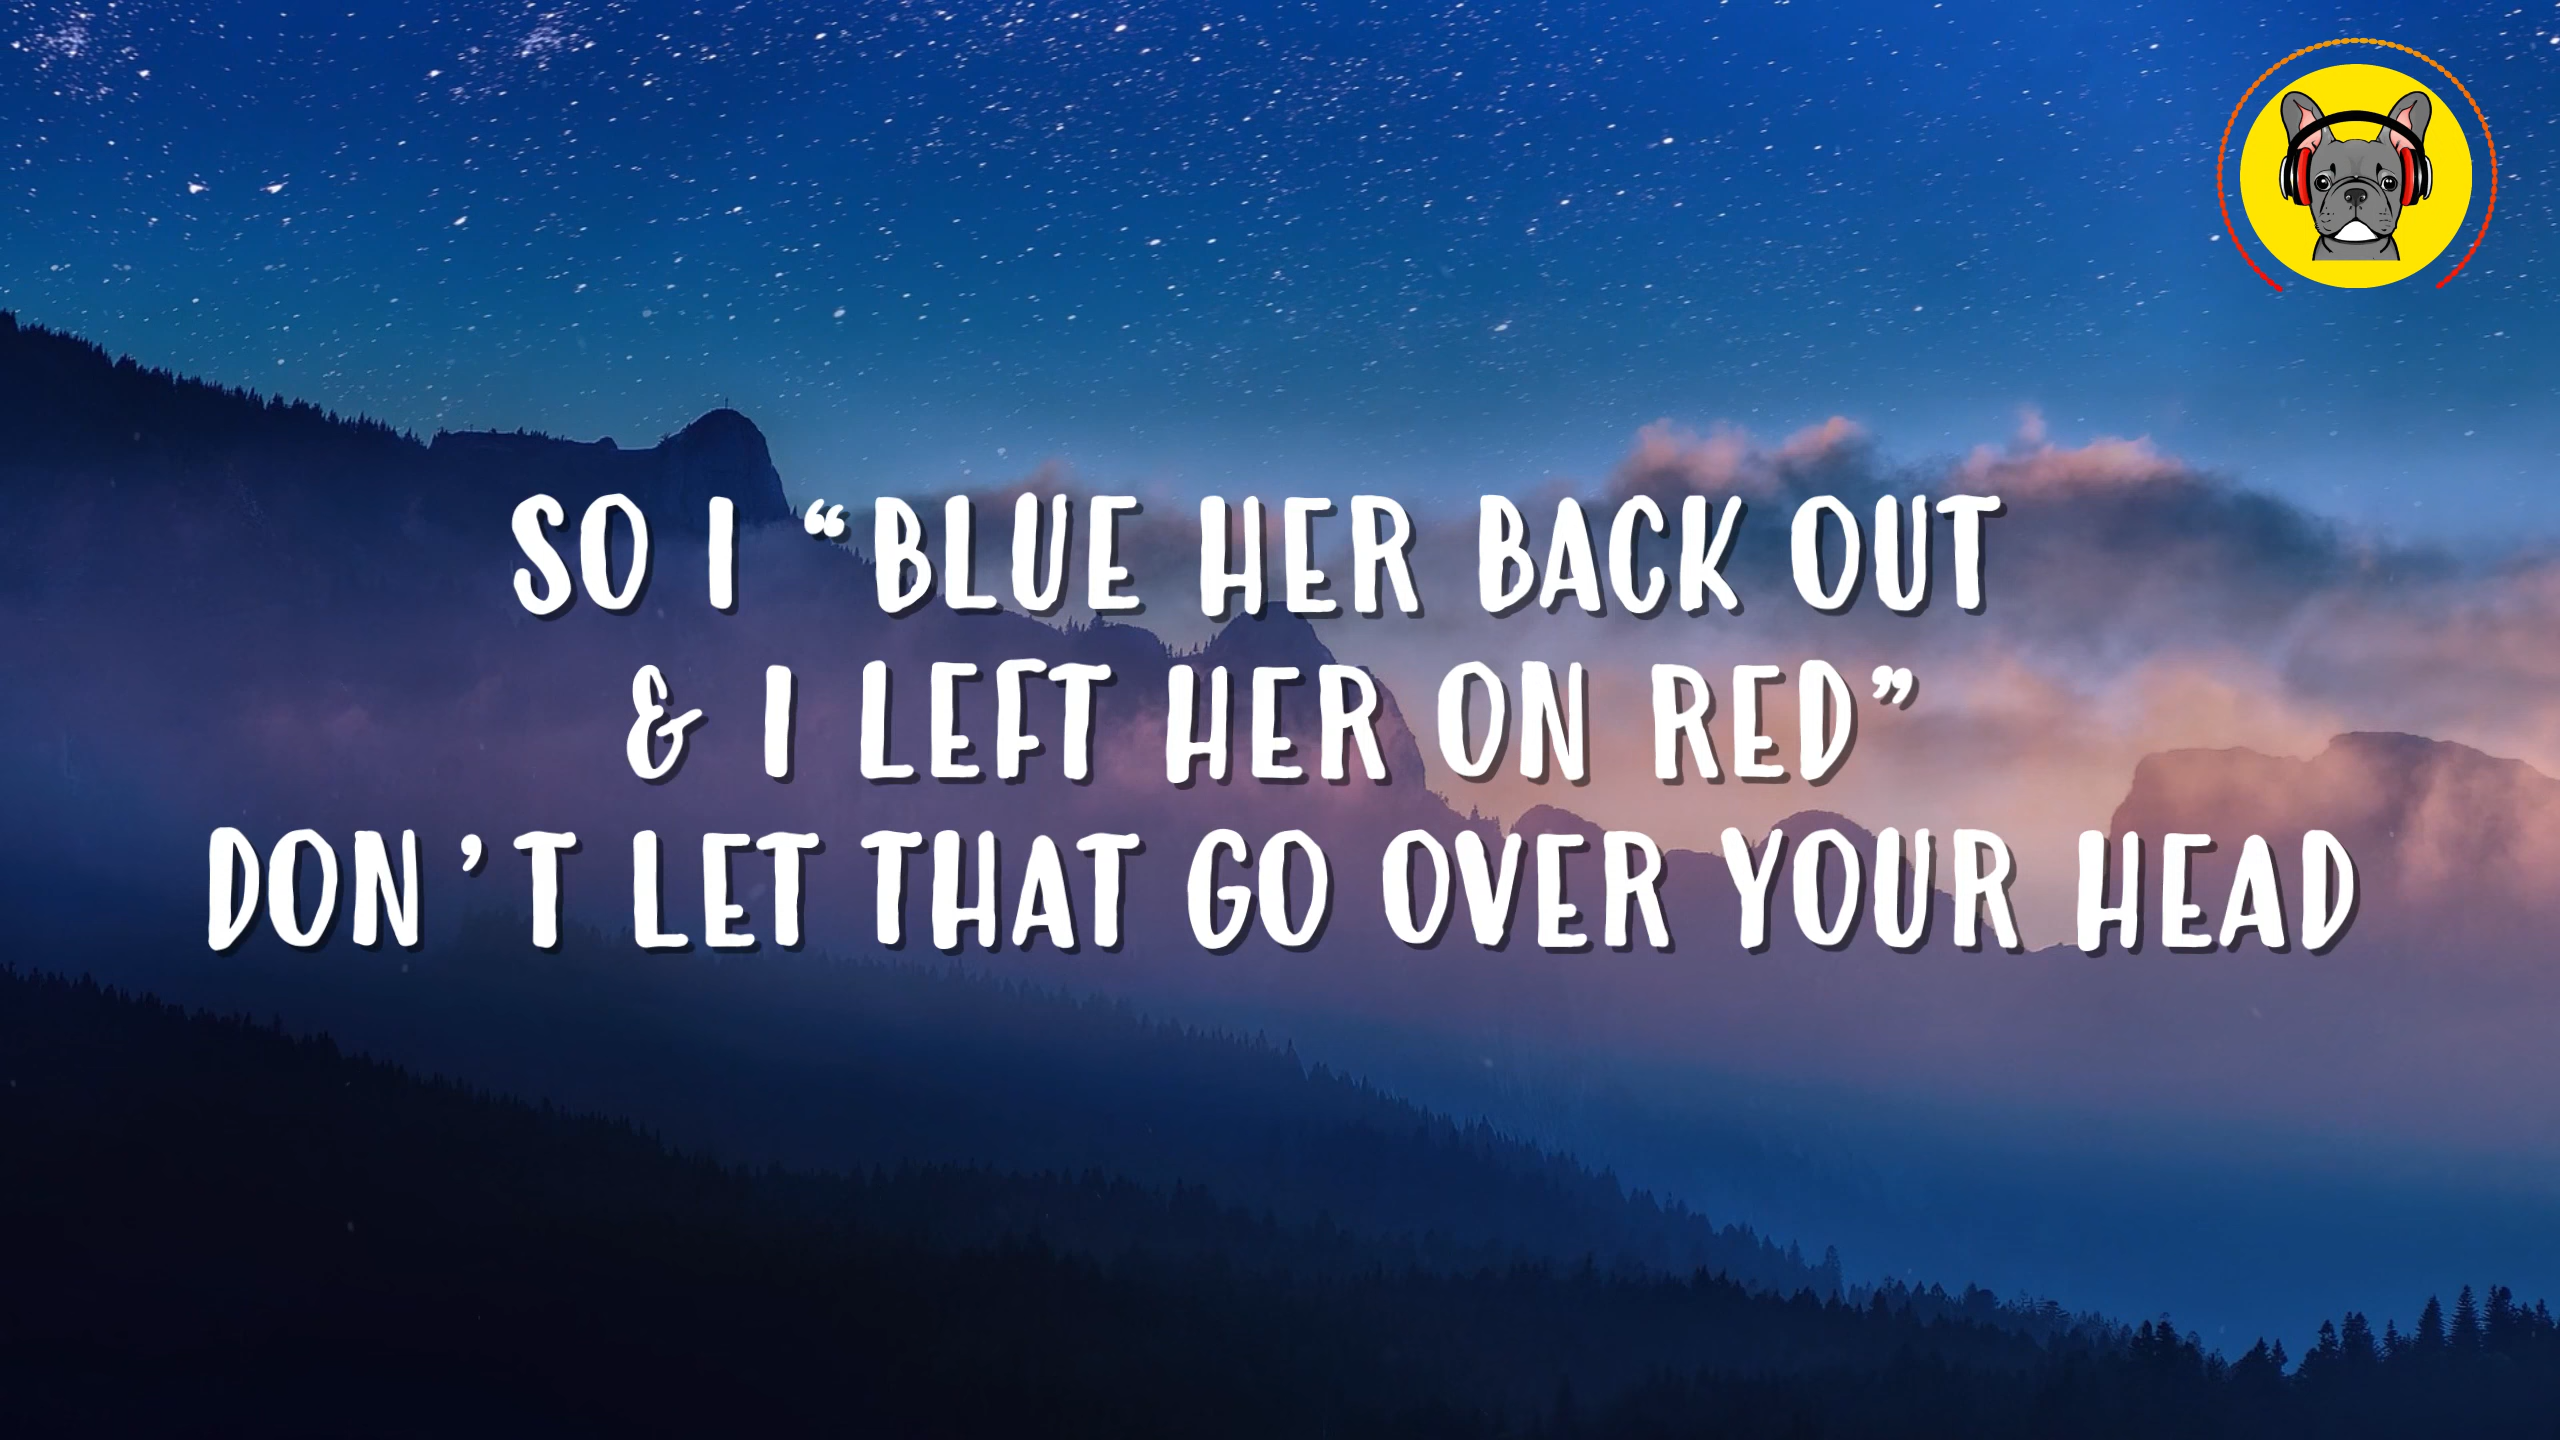 SO I “BLUE HER BACK OUT
& I LEFT HER ON RED”
DON’T LET THAT GO OVER YOUR HEAD